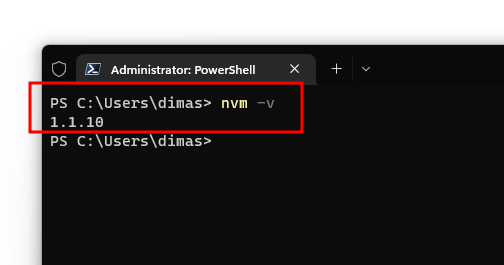 Administrator: PowerShell
PS C:\Users\dimas> nvm -v
1.1.10
PS C:\Users\dimas>